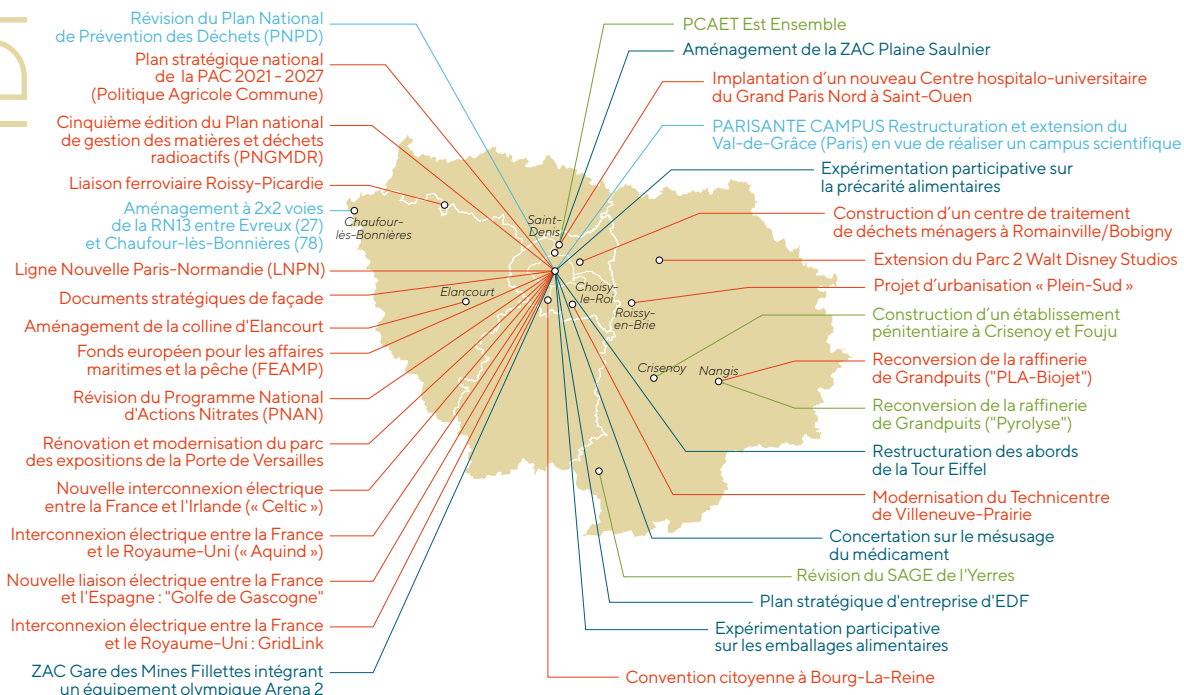 IDF
Révision du Plan National
de Prévention des Déchets (PNPD)
Plan stratégique national
de la PAC 2021 - 2027
(Politique Agricole Commune)
Cinquième édition du Plan national
de gestion des matières et déchets
radioactifs (PNGMDR)
Liaison ferroviaire Roissy-Picardie
Aménagement à 2x2 voies
de la RN13 entre Evreux (27)
et Chaufour-lès-Bonnières (78)
Ligne Nouvelle Paris-Normandie (LNPN)
Documents stratégiques de façade
Aménagement de la colline d'Elancourt
Fonds européen pour les affaires
maritimes et la pêche (FEAMP)
Révision du Programme National
d'Actions Nitrates (PNAN)
Rénovation et modernisation du parc
des expositions de la Porte de Versailles
Nouvelle interconnexion électrique
entre la France et l'Irlande (« Celtic »)
Interconnexion électrique entre la France
et le Royaume-Uni (« Aquind »)
Nouvelle liaison électrique entre la France
et l'Espagne : "Golfe de Gascogne"
Interconnexion électrique entre la France
et le Royaume-Uni : GridLink
ZAC Gare des Mines Fillettes intégrant
un équipement olympique Arena 2
Chaufour-
lès-Bonnières
Saint-
Denis
Elancourt
Choisy-
le-Roi
Roissy-
en-Brie
Crisenoy
Nangis
PCAET Est Ensemble
Aménagement de la ZAC Plaine Saulnier
Implantation d'un nouveau Centre hospitalo-universitaire
du Grand Paris Nord à Saint-Ouen
PARISANTE CAMPUS Restructuration et extension du
Val-de-Grâce (Paris) en vue de réaliser un campus scientifique
Expérimentation participative sur
la précarité alimentaires
Construction d'un centre de traitement
de déchets ménagers à Romainville/Bobigny
Extension du Parc 2 Walt Disney Studios
Projet d'urbanisation « Plein-Sud »
Construction d'un établissement
pénitentiaire à Crisenoy et Fouju
Reconversion de la raffinerie
de Grandpuits ("PLA-Biojet")
Reconversion de la raffinerie
de Grandpuits ("Pyrolyse")
Restructuration des abords
de la Tour Eiffel
Modernisation du Technicentre
de Villeneuve-Prairie
Concertation sur le mésusage
du médicament
Révision du SAGE de l'Yerres
Plan stratégique d'entreprise d'EDF
Expérimentation participative
sur les emballages alimentaires
Convention citoyenne à Bourg-La-Reine